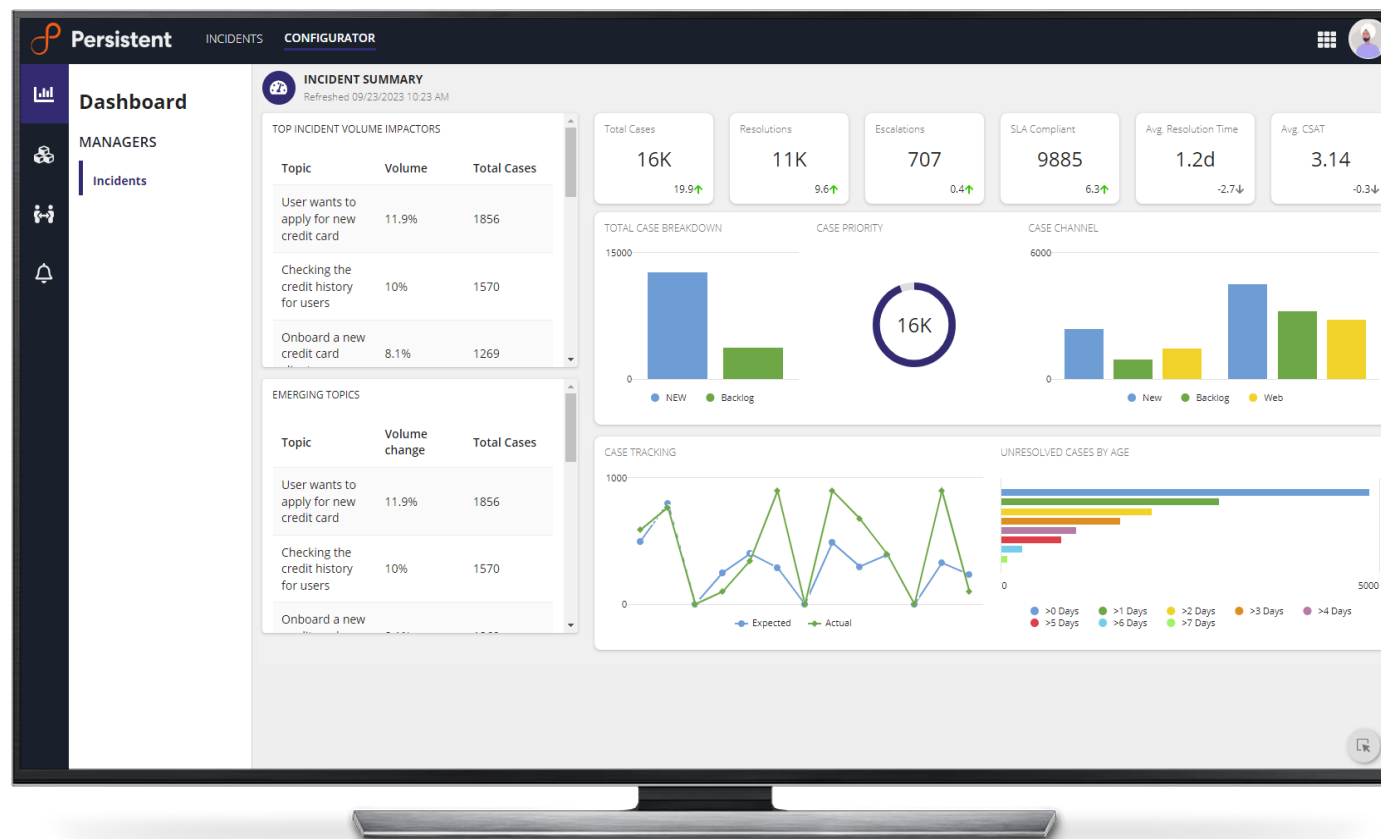 Persistent
INCIDENTS
CONFIGURATOR
Dashboard
MANAGERS
Incidents
INCIDENT SUMMARY
Refreshed 09/23/2023 10:23 AM
TOP INCIDENT VOLUME IMPACTORS
Topic Volume Total Cases
User wants to
apply for new
credit card
11.9% 1856
Checking the
credit history
for users
10% 1570
Onboard a new
credit card
8.1% 1269
EMERGING TOPICS
Topic
Volume
change
Total Cases
User wants to
apply for new
credit card
11.9% 1856
Checking the
credit history
for users
10% 1570
Onboard a new
Total Cases
16K
19.9↑
Resolutions
11K
9.6↑
Escalations
707
0.4↑
SLA Compliant
9885
6.3↑
Avg. Resolution Time
1.2d
-2.7↓
Avg. CSAT
3.14
-0.3↓
TOTAL CASE BREAKDOWN
15000
0
NEW Backlog
CASE PRIORITY
16K
CASE CHANNEL
6000
0
New Backlog Web
CASE TRACKING
1000
0
Expected Actual
UNRESOLVED CASES BY AGE
0 5000
>0 Days >1 Days >2 Days >3 Days >4 Days
>5 Days >6 Days >7 Days